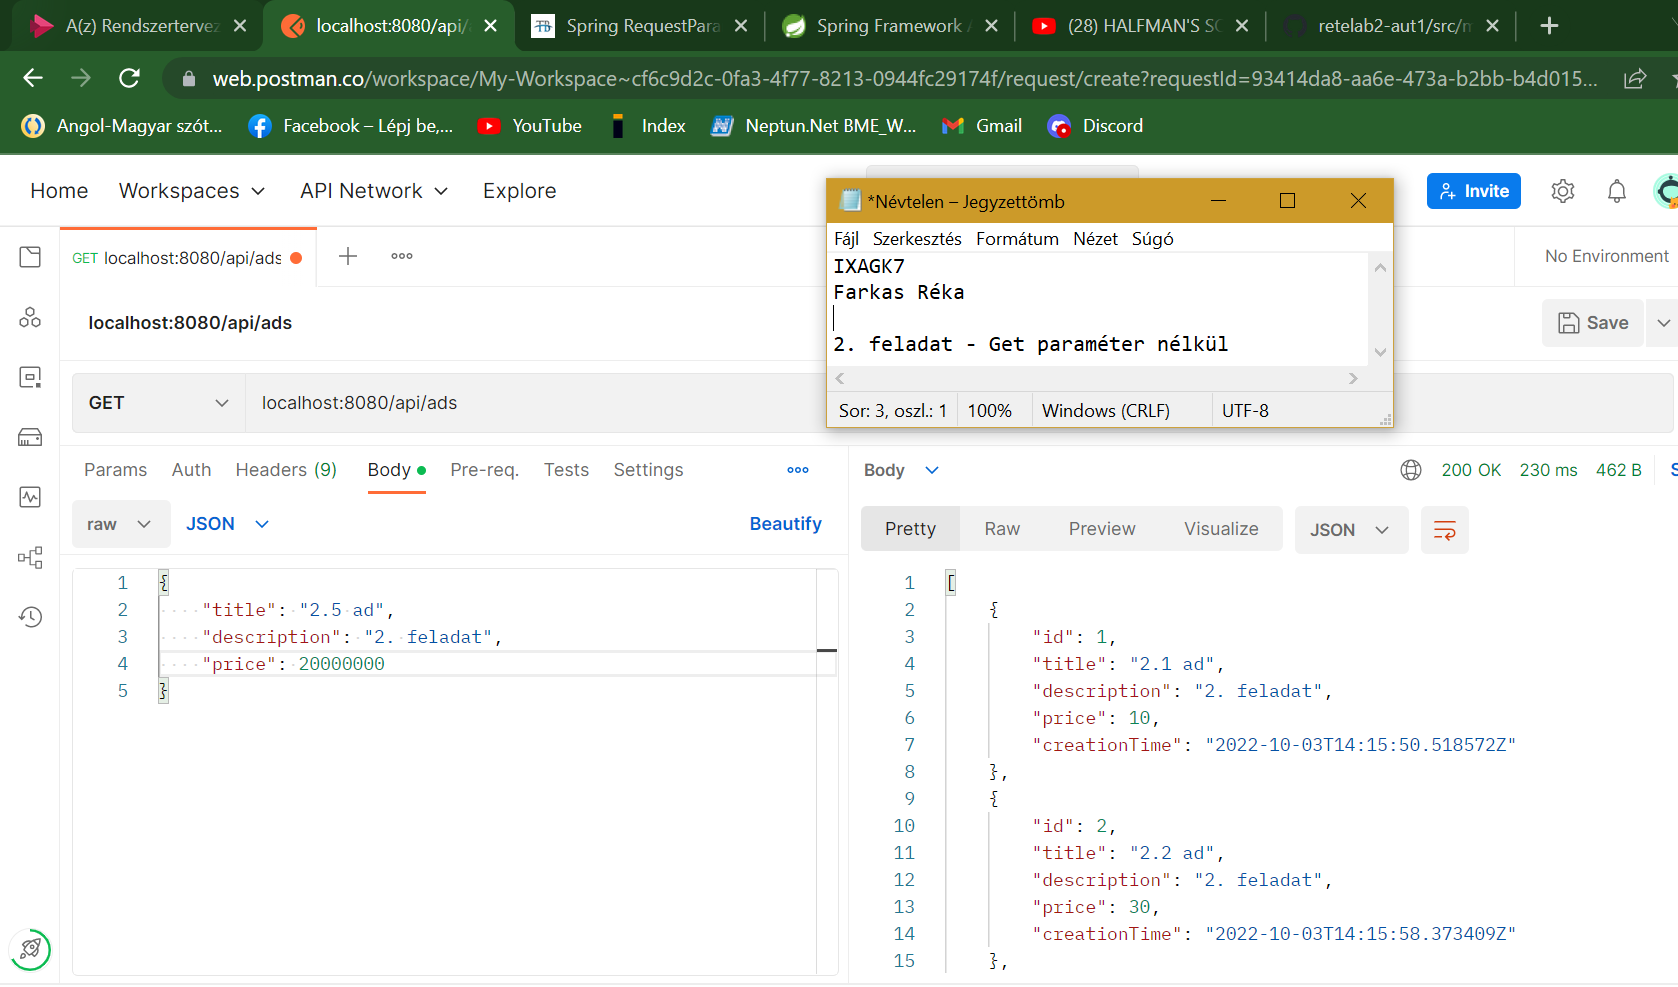 A(z) Rendszertervez
localhost:8080/api/
Spring RequestPara
Spring Framework
(28) HALFMAN'S SC
retelab2-aut1/src/m
web.postman.co/workspace/My-Workspace~cf6c9d2c-0fa3-4f77-8213-0944fc29174f/request/create?requestId=93414da8-aa6e-473a-b2bb-b4d015...
Angol-Magyar szót...
Facebook – Lépj be,...
YouTube
Index
Neptun.Net BME_W...
Gmail
Discord
Home
Workspaces
API Network
Explore
Invite
*Névtelen – Jegyzettömb
Fájl Szerkesztés Formátum Nézet Súgó
IXAGK7
Farkas Réka
2. feladat - Get paraméter nélkül
Sor: 3, oszl.: 1
100%
Windows (CRLF)
UTF-8
GET localhost:8080/api/ads
No Environment
localhost:8080/api/ads
Save
GET
localhost:8080/api/ads
Params
Auth
Headers (9)
Body
Pre-req.
Tests
Settings
raw
JSON
Beautify
1 {
2 "title": "2.5 ad",
3 "description": "2. feladat",
4 "price": 20000000
5 }
Body
200 OK
230 ms
462 B
Pretty
Raw
Preview
Visualize
JSON
1 [
2 {
3 "id": 1,
4 "title": "2.1 ad",
5 "description": "2. feladat",
6 "price": 10,
7 "creationTime": "2022-10-03T14:15:50.518572Z"
8 },
9 {
10 "id": 2,
11 "title": "2.2 ad",
12 "description": "2. feladat",
13 "price": 30,
14 "creationTime": "2022-10-03T14:15:58.373409Z"
15 },